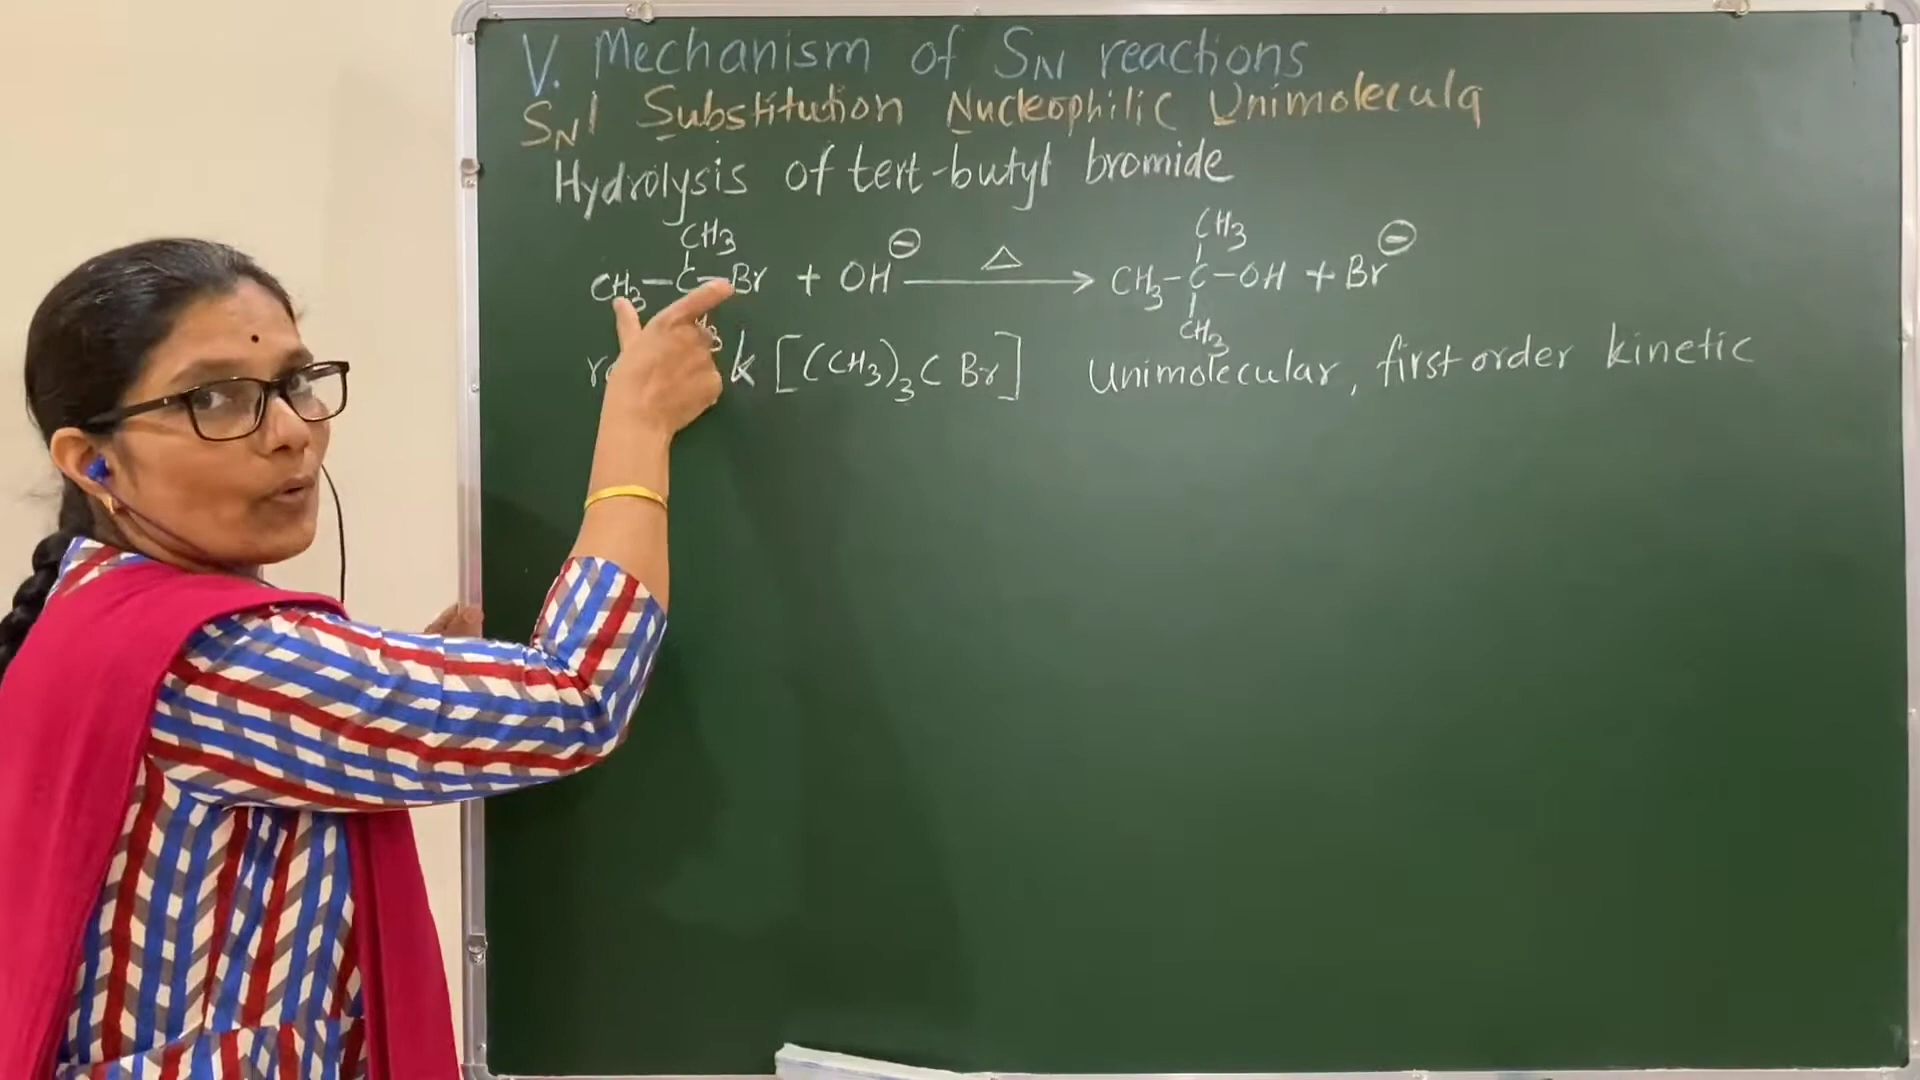 V. Mechanism of SN reactions
SN1 Substitution Nucleophilic Unimolecula
Hydrolysis of tert-butyl bromide
CH3 CH3
CH3-C-Br + OH⊖ —△→ CH3-C-OH + Br⊖
CH3
k [(CH3)3C Br] Unimolecular, first order kinetic